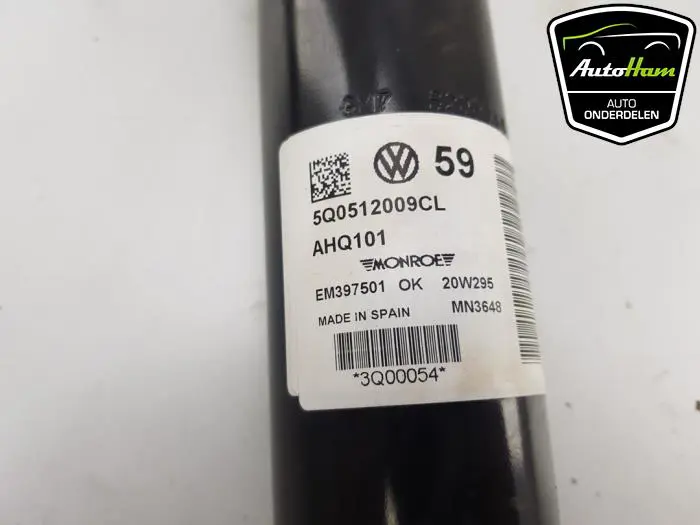 AutoHam
AUTO
ONDERDELEN
59
5Q0512009CL
AHQ101
MONROE
EM397501 OK 20W295
MADE IN SPAIN MN3648
*3Q00054*